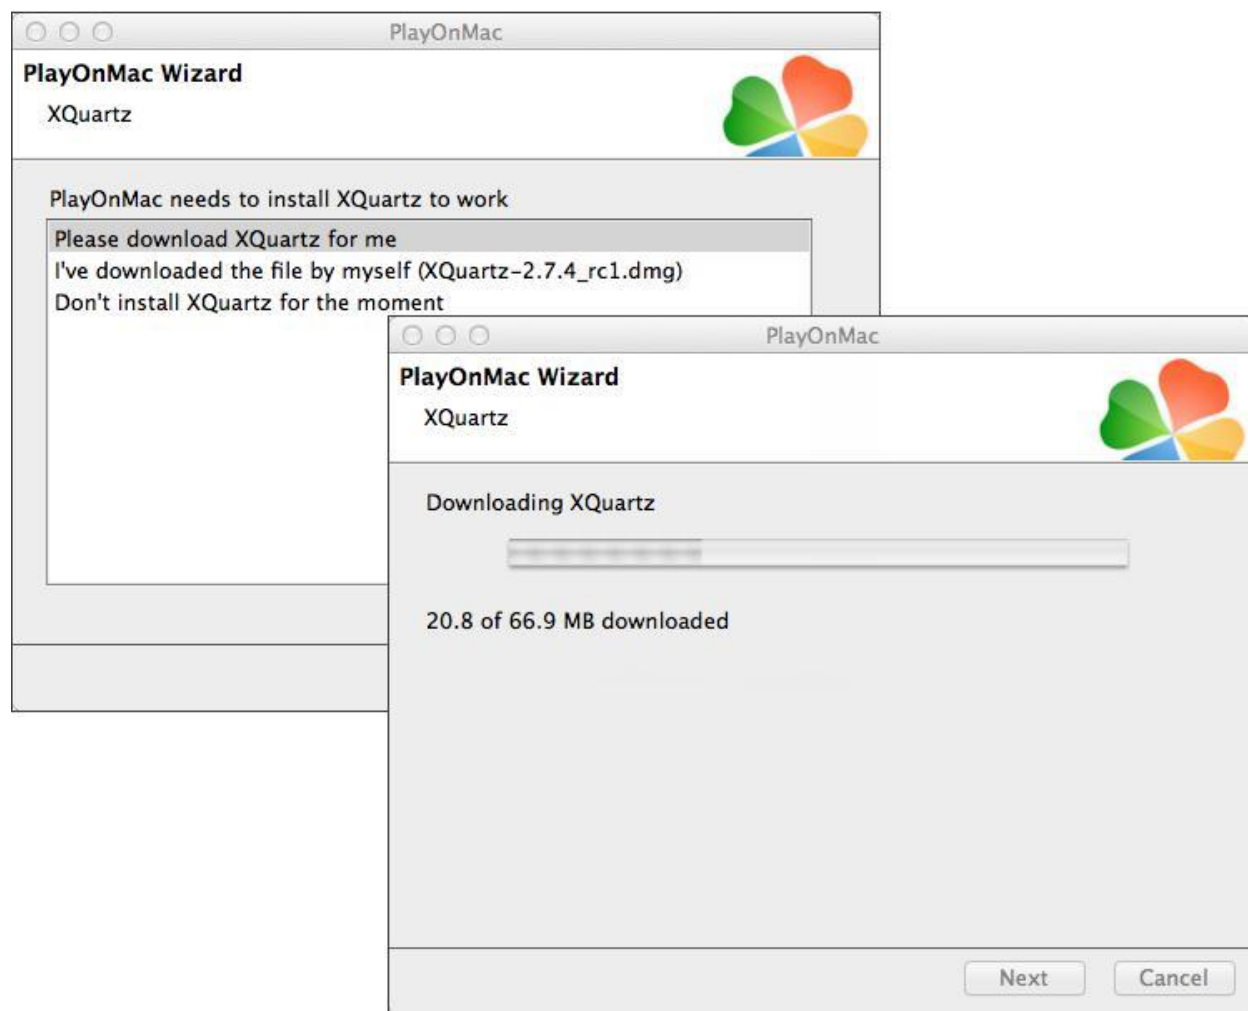 PlayOnMac
PlayOnMac Wizard
XQuartz
PlayOnMac needs to install XQuartz to work
Please download XQuartz for me
I've downloaded the file by myself (XQuartz-2.7.4_rc1.dmg)
Don't install XQuartz for the moment
PlayOnMac
PlayOnMac Wizard
XQuartz
Downloading XQuartz
20.8 of 66.9 MB downloaded
Next Cancel